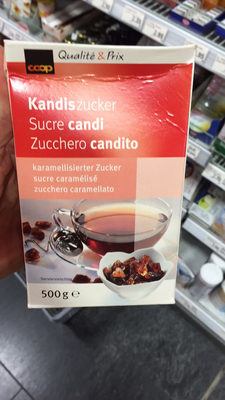 coop
Qualité & Prix
Kandiszucker
Sucre candi
Zucchero candito
karamellisierter Zucker
sucre caramélisé
zucchero caramellato
500g e